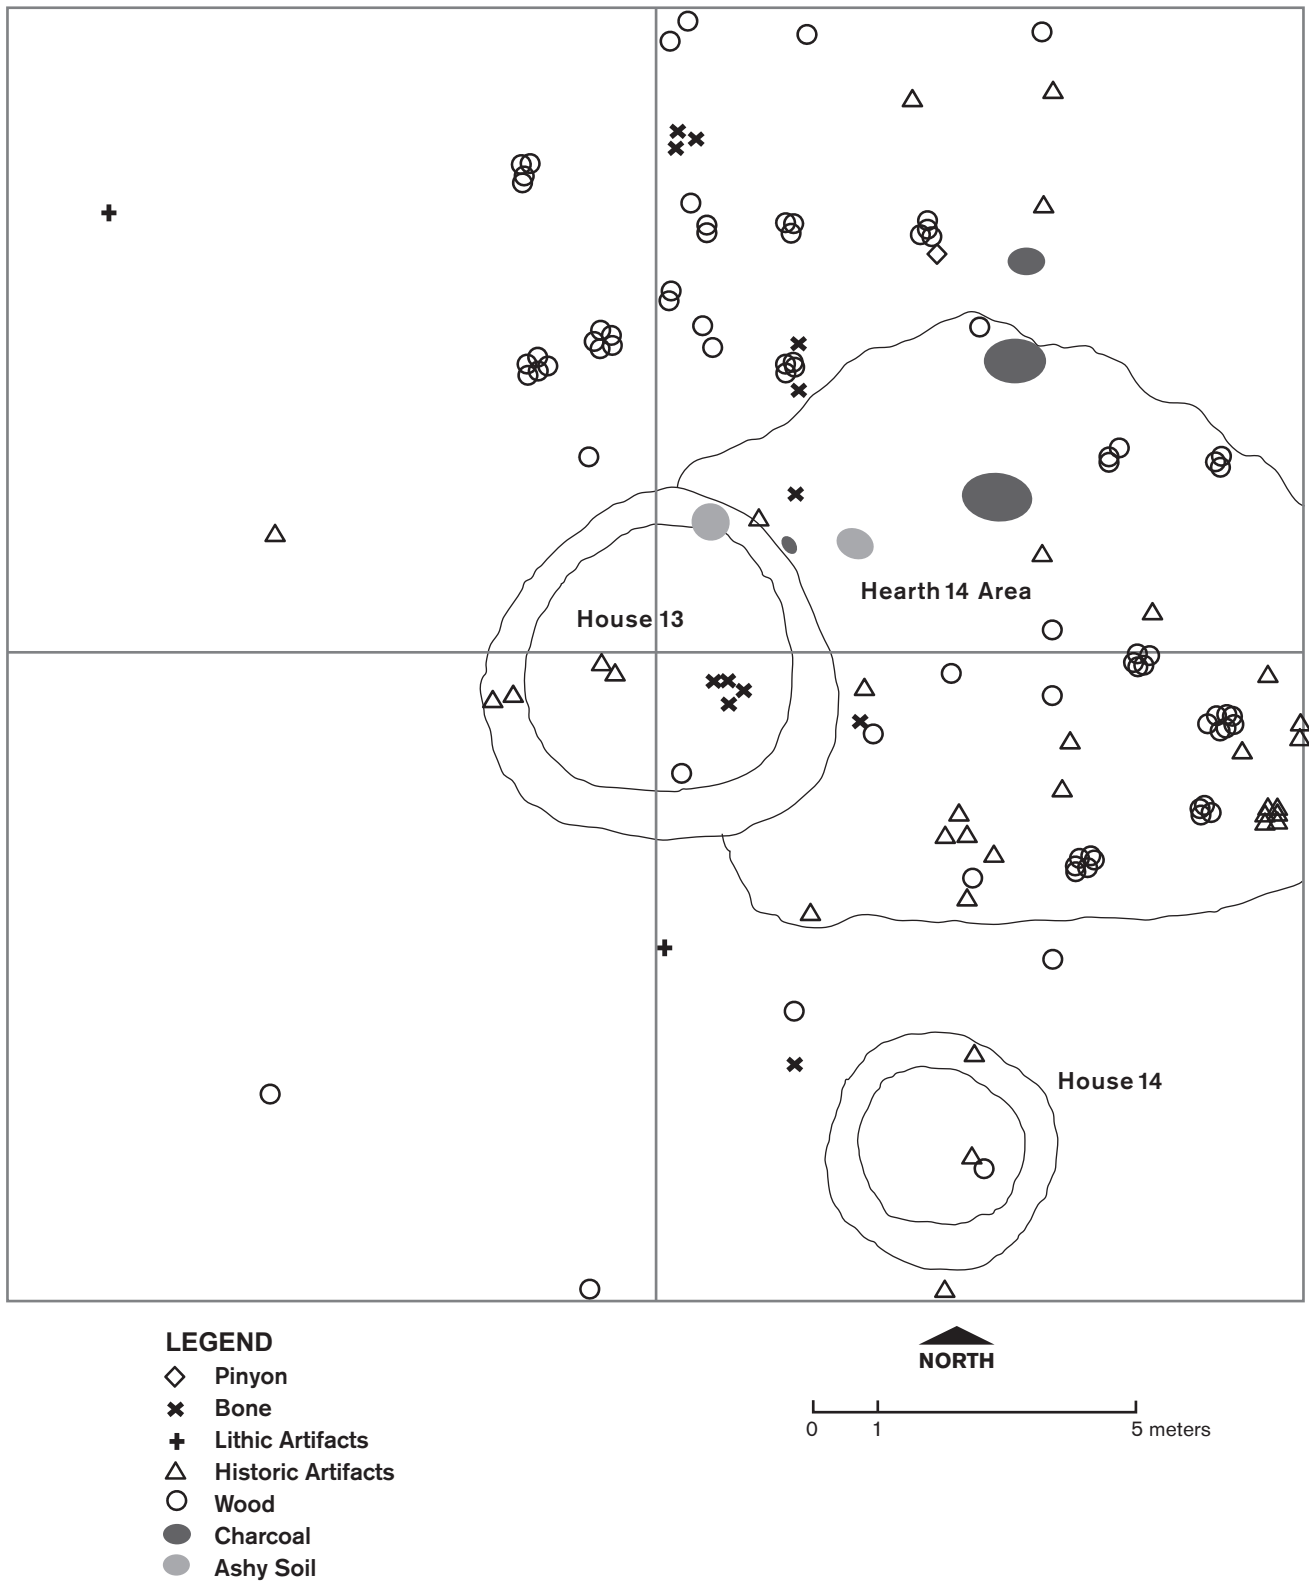 Hearth 14 Area
House 13
House 14
LEGEND
Pinyon
Bone
Lithic Artifacts
Historic Artifacts
Wood
Charcoal
Ashy Soil
NORTH
0 1 5 meters